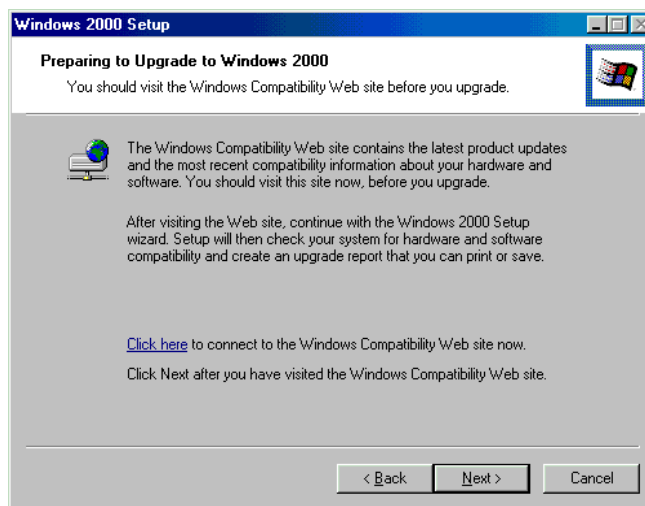 Windows 2000 Setup
Preparing to Upgrade to Windows 2000
You should visit the Windows Compatibility Web site before you upgrade.
The Windows Compatibility Web site contains the latest product updates
and the most recent compatibility information about your hardware and
software. You should visit this site now, before you upgrade.
After visiting the Web site, continue with the Windows 2000 Setup
wizard. Setup will then check your system for hardware and software
compatibility and create an upgrade report that you can print or save.
Click here to connect to the Windows Compatibility Web site now.
Click Next after you have visited the Windows Compatibility Web site.
< Back Next > Cancel